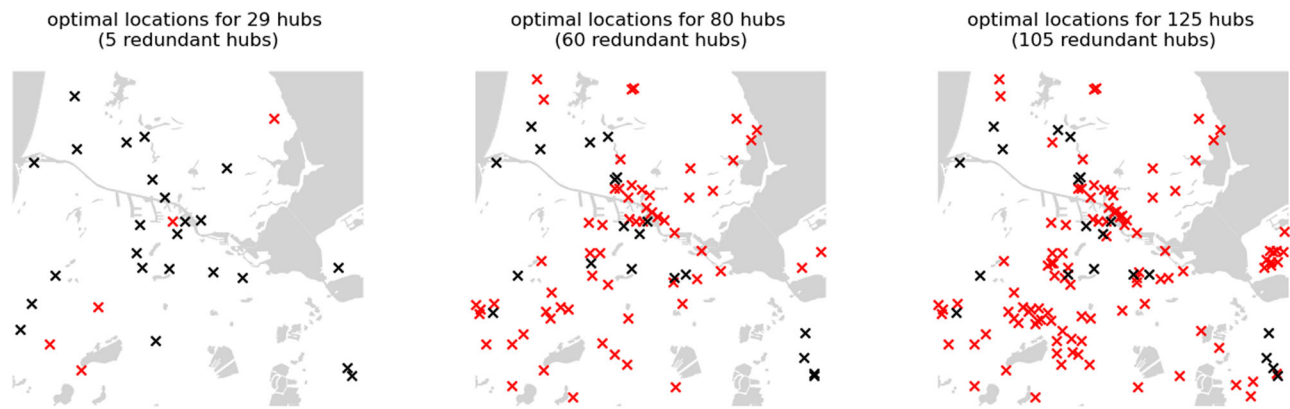 optimal locations for 29 hubs
(5 redundant hubs)
optimal locations for 80 hubs
(60 redundant hubs)
optimal locations for 125 hubs
(105 redundant hubs)